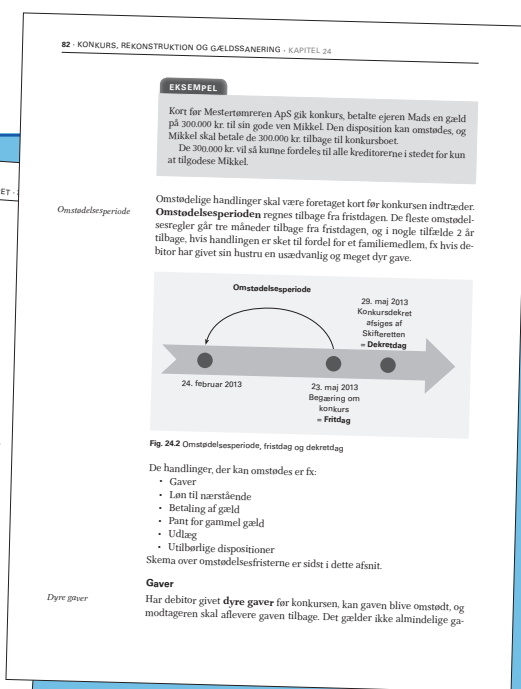 82 · KONKURS, REKONSTRUKTION OG GÆLDSSANERING · KAPITEL 24
EKSEMPEL
Kort før Mestertømreren ApS gik konkurs, betalte ejeren Mads en gæld
på 300.000 kr. til sin gode ven Mikkel. Den disposition kan omstødes, og
Mikkel skal betale de 300.000 kr. tilbage til konkursboet.
De 300.000 kr. vil så kunne fordeles til alle kreditorerne i stedet for kun
at tilgodese Mikkel.
ET ·
Omstødelsesperiode
Omstødelige handlinger skal være foretaget kort før konkursen indtræder.
Omstødelsesperioden regnes tilbage fra fristdagen. De fleste omstødel-
sesregler går tre måneder tilbage fra fristdagen, og i nogle tilfælde 2 år
tilbage, hvis handlingen er sket til fordel for et familiemedlem, fx hvis de-
bitor har givet sin hustru en usædvanlig og meget dyr gave.
Omstødelsesperiode
29. maj 2013
Konkursdekret
afsiges af
Skifteretten
= Dekretdag
24. februar 2013
23. maj 2013
Begæring om
konkurs
= Fritdag
Fig. 24.2 Omstødelsesperiode, fristdag og dekretdag
De handlinger, der kan omstødes er fx:
• Gaver
• Løn til nærstående
• Betaling af gæld
• Pant for gammel gæld
• Udlæg
• Utilbørlige dispositioner
Skema over omstødelsesfristerne er sidst i dette afsnit.
Gaver
Dyre gaver
Har debitor givet dyre gaver før konkursen, kan gaven blive omstødt, og
modtageren skal aflevere gaven tilbage. Det gælder ikke almindelige ga-